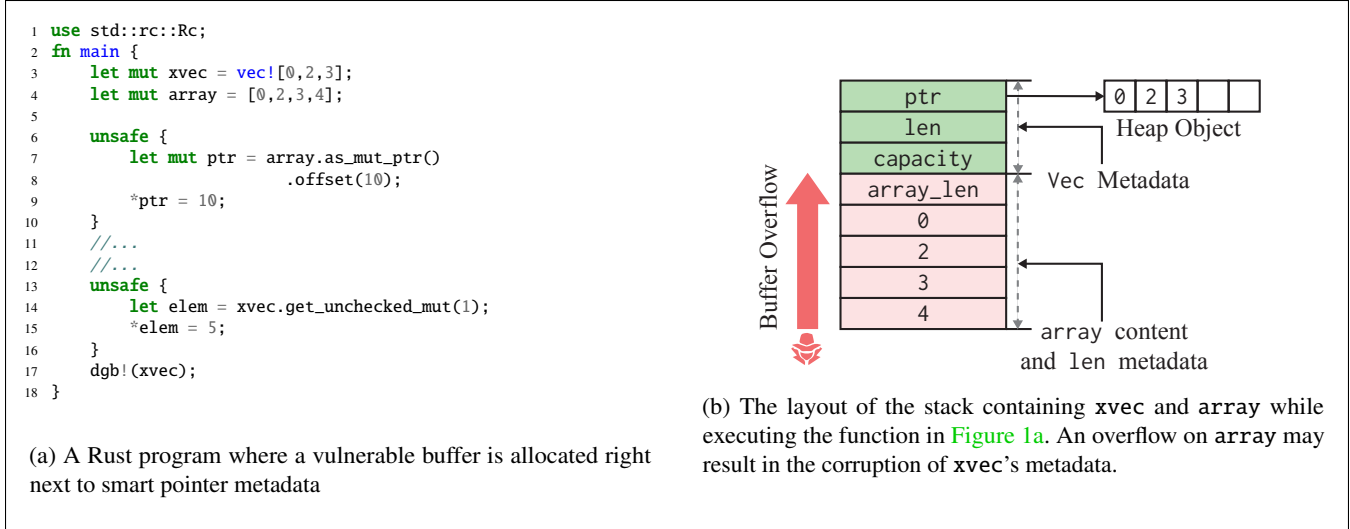 1 use std::rc::Rc;
2 fn main {
3 let mut xvec = vec![0,2,3];
4 let mut array = [0,2,3,4];
5
6 unsafe {
7 let mut ptr = array.as_mut_ptr()
8 .offset(10);
9 *ptr = 10;
10 }
11 //...
12 //...
13 unsafe {
14 let elem = xvec.get_unchecked_mut(1);
15 *elem = 5;
16 }
17 dgb!(xvec);
18 }
(a) A Rust program where a vulnerable buffer is allocated right
next to smart pointer metadata
Buffer Overflow
ptr
len
capacity
array_len
0
2
3
4
0 2 3
Heap Object
Vec Metadata
array content
and len metadata
(b) The layout of the stack containing xvec and array while
executing the function in Figure 1a. An overflow on array may
result in the corruption of xvec's metadata.